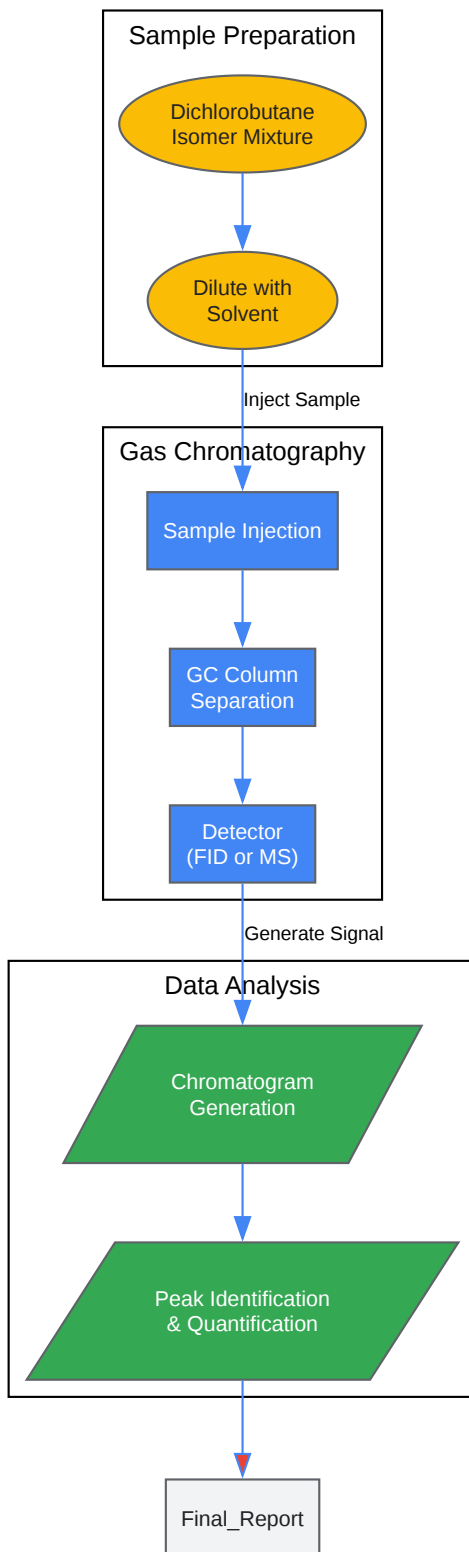 Sample Preparation
Dichlorobutane
Isomer Mixture
Dilute with
Solvent
Inject Sample
Gas Chromatography
Sample Injection
GC Column
Separation
Detector
(FID or MS)
Generate Signal
Data Analysis
Chromatogram
Generation
Peak Identification
& Quantification
Final_Report